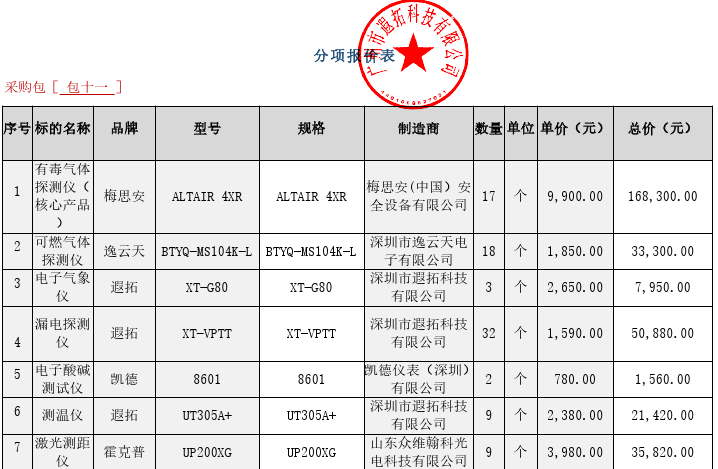 分项报价表
广州市遐拓科技有限公司
采购包［ 包十一 ］
序号 标的名称 品牌 型号 规格 制造商 数量 单位 单价（元） 总价（元）
1 有毒气体探测仪（核心产品） 梅思安 ALTAIR 4XR ALTAIR 4XR 梅思安(中国）安全设备有限公司 17 个 9,900.00 168,300.00
2 可燃气体探测仪 逸云天 BTYQ—MS104K—L BTYQ—MS104K—L 深圳市逸云天电子有限公司 18 个 1,850.00 33,300.00
3 电子气象仪 遐拓 XT—G80 XT—G80 深圳市遐拓科技有限公司 3 个 2,650.00 7,950.00
4 漏电探测仪 遐拓 XT—VPTT XT—VPTT 深圳市遐拓科技有限公司 32 个 1,590.00 50,880.00
5 电子酸碱测试仪 凯德 8601 8601 凯德仪表（深圳）有限公司 2 个 780.00 1,560.00
6 测温仪 遐拓 UT305A+ UT305A+ 深圳市遐拓科技有限公司 9 个 2,380.00 21,420.00
7 激光测距仪 霍克普 UP200XG UP200XG 山东众维翰科光电科技有限公司 9 个 3,980.00 35,820.00